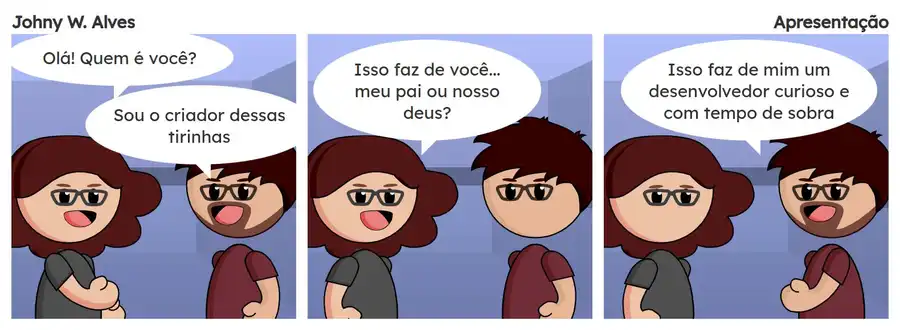 Johny W. Alves
Apresentação
Olá! Quem é você?
Sou o criador dessas
tirinhas
Isso faz de você...
meu pai ou nosso
deus?
Isso faz de mim um
desenvolvedor curioso e
com tempo de sobra